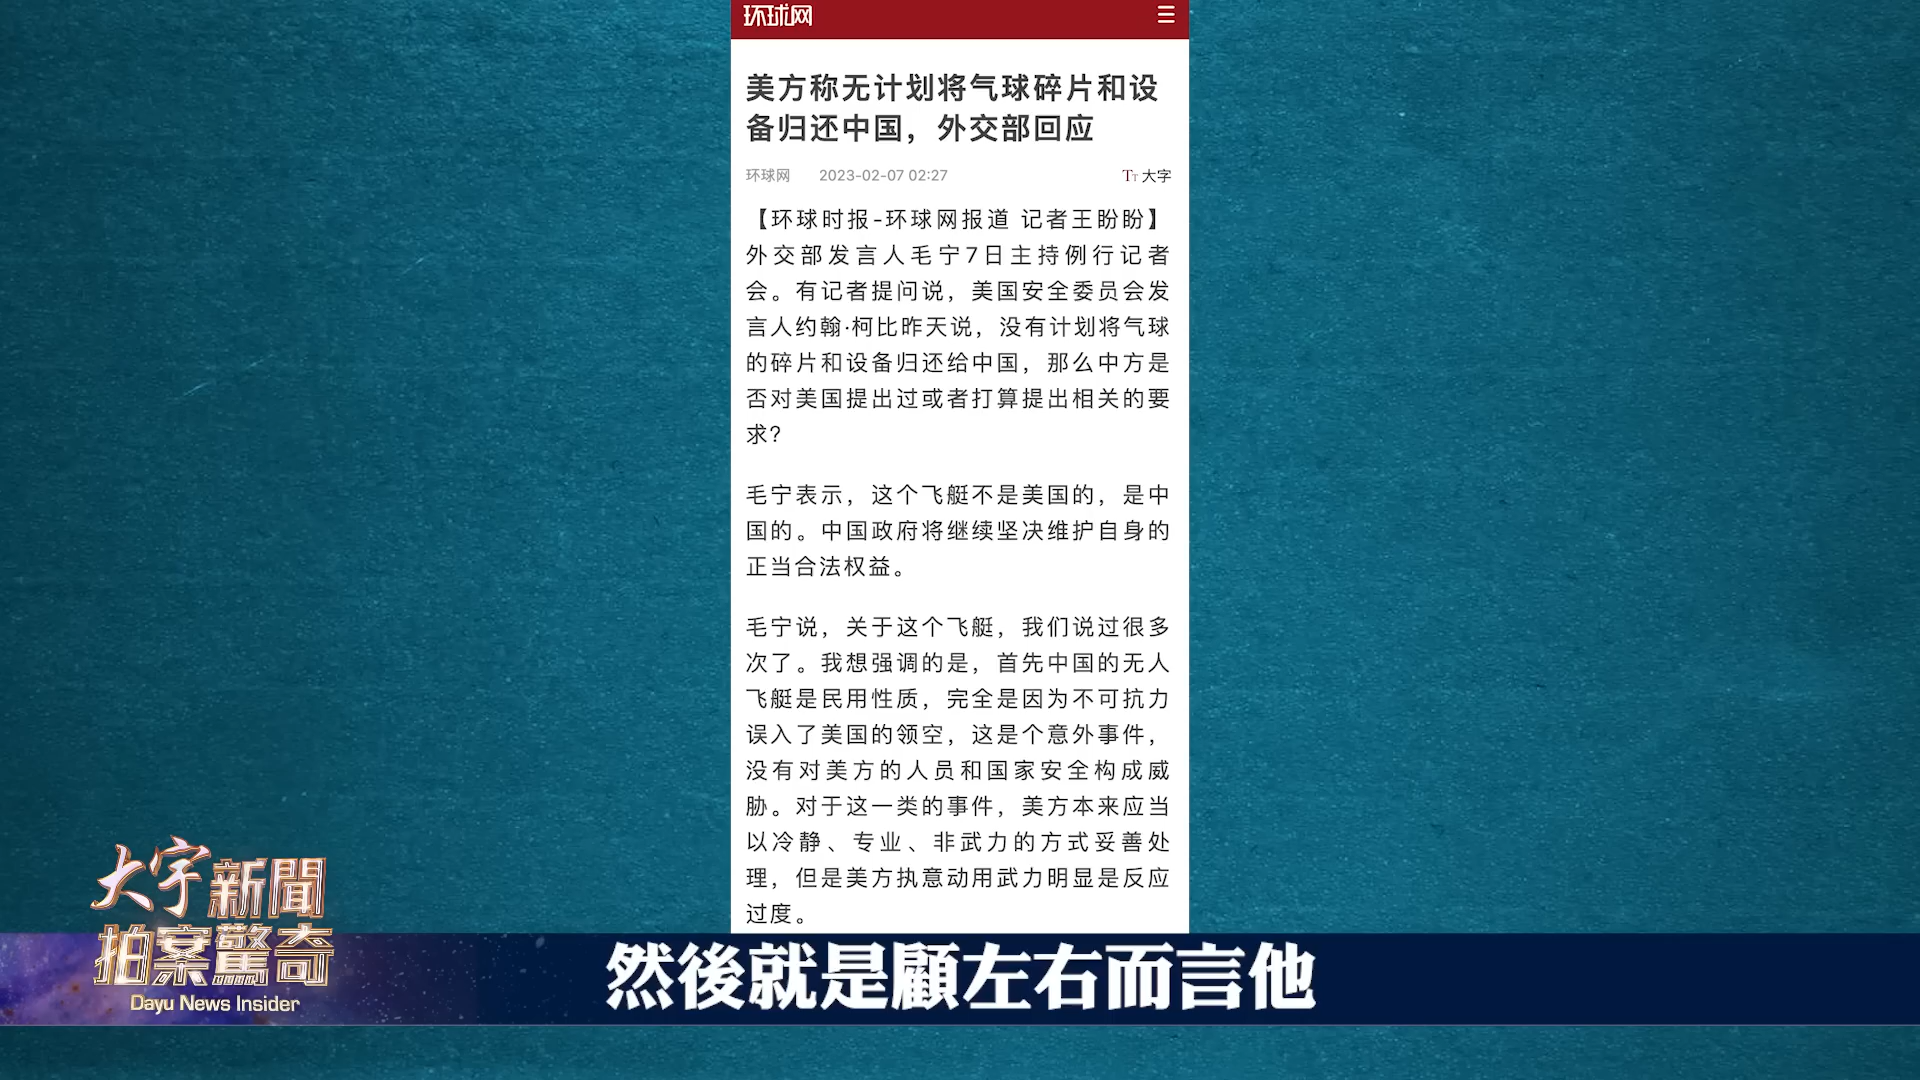 环球网
美方称无计划将气球碎片和设
备归还中国，外交部回应
环球网 2023-02-07 02:27 TT 大字
【环球时报-环球网报道 记者王盼盼】
外交部发言人毛宁7日主持例行记者
会。有记者提问说，美国安全委员会发
言人约翰·柯比昨天说，没有计划将气球
的碎片和设备归还给中国，那么中方是
否对美国提出过或者打算提出相关的要
求?
毛宁表示，这个飞艇不是美国的，是中
国的。中国政府将继续坚决维护自身的
正当合法权益。
毛宁说，关于这个飞艇，我们说过很多
次了。我想强调的是，首先中国的无人
飞艇是民用性质，完全是因为不可抗力
误入了美国的领空，这是个意外事件，
没有对美方的人员和国家安全构成威
胁。对于这一类的事件，美方本来应当
以冷静、专业、非武力的方式妥善处
理，但是美方执意动用武力明显是反应
过度。
大宇新聞
拍案驚奇
Dayu News Insider
然後就是顧左右而言他